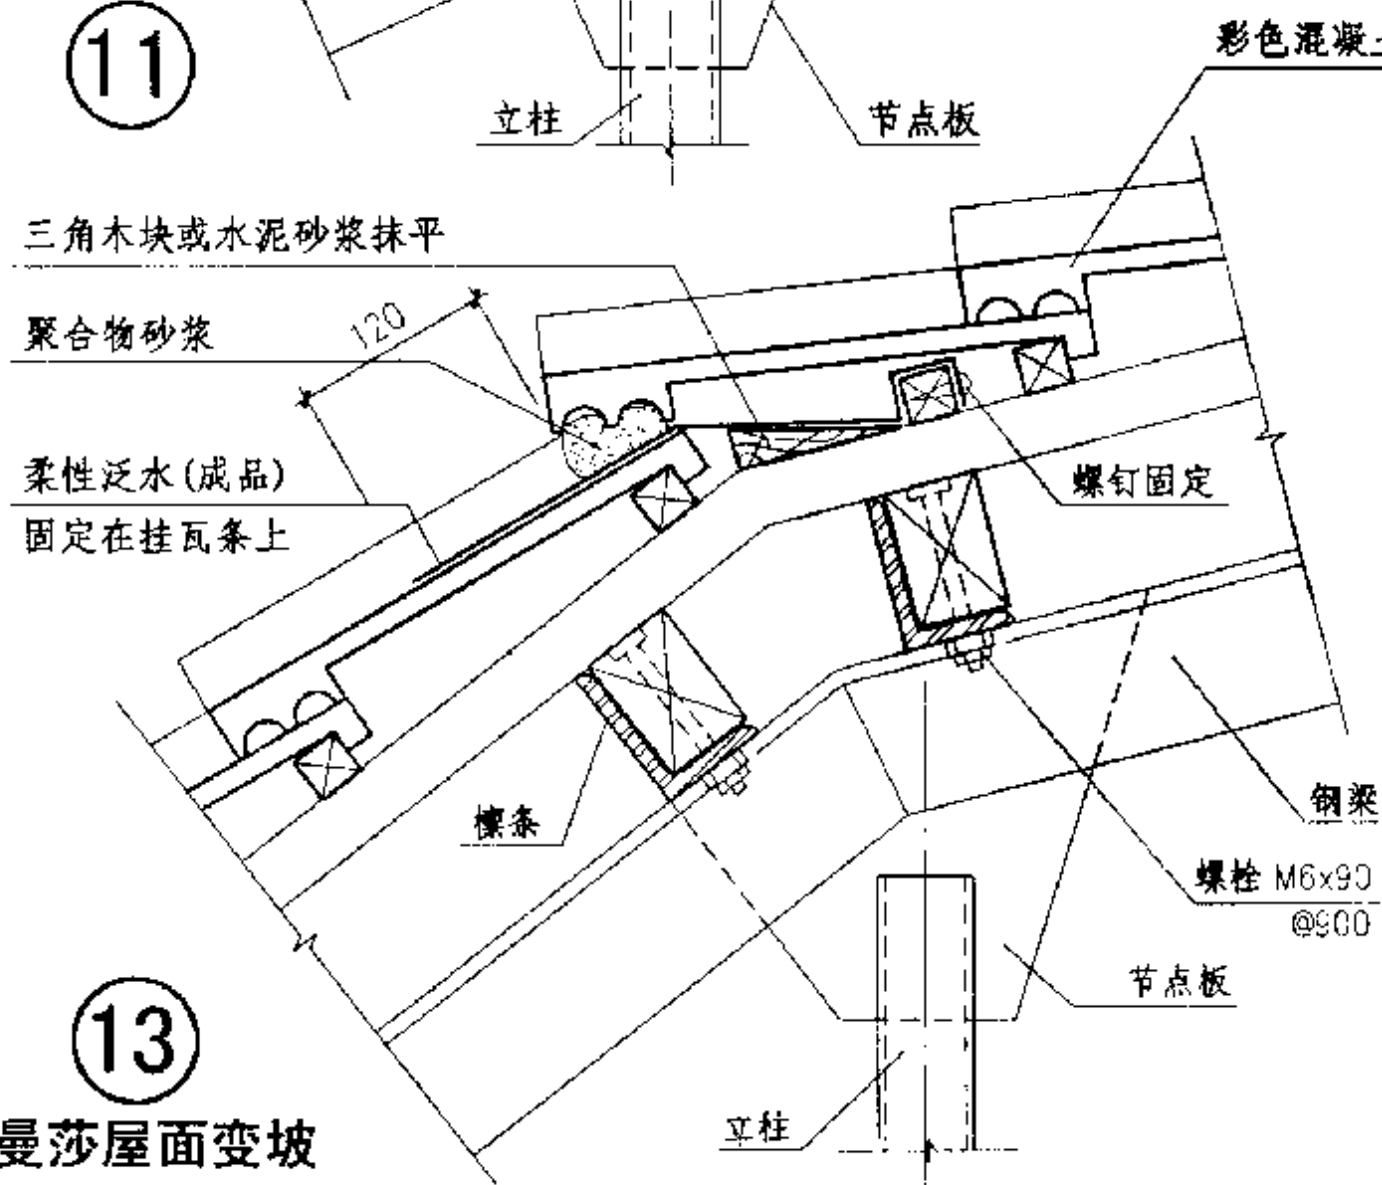 11
彩色混凝
立柱
节点板
三角木块或水泥砂浆抹平
聚合物砂浆
120
柔性泛水(成品)
固定在挂瓦条上
螺钉固定
檩条
钢梁
螺栓 M6x90
@900
节点板
立柱
13
曼莎屋面变坡